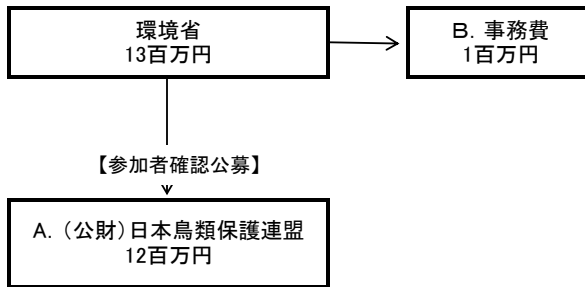 環境省
13百万円
B. 事務費
1百万円
【参加者確認公募】
A. (公財)日本鳥類保護連盟
12百万円